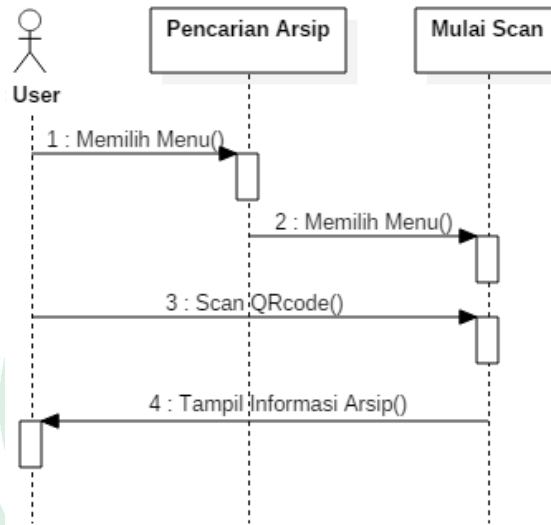 Pencarian Arsip
Mulai Scan
User
1 : Memilih Menu()
2 : Memilih Menu()
3 : Scan QRcode()
4 : Tampil Informasi Arsip()